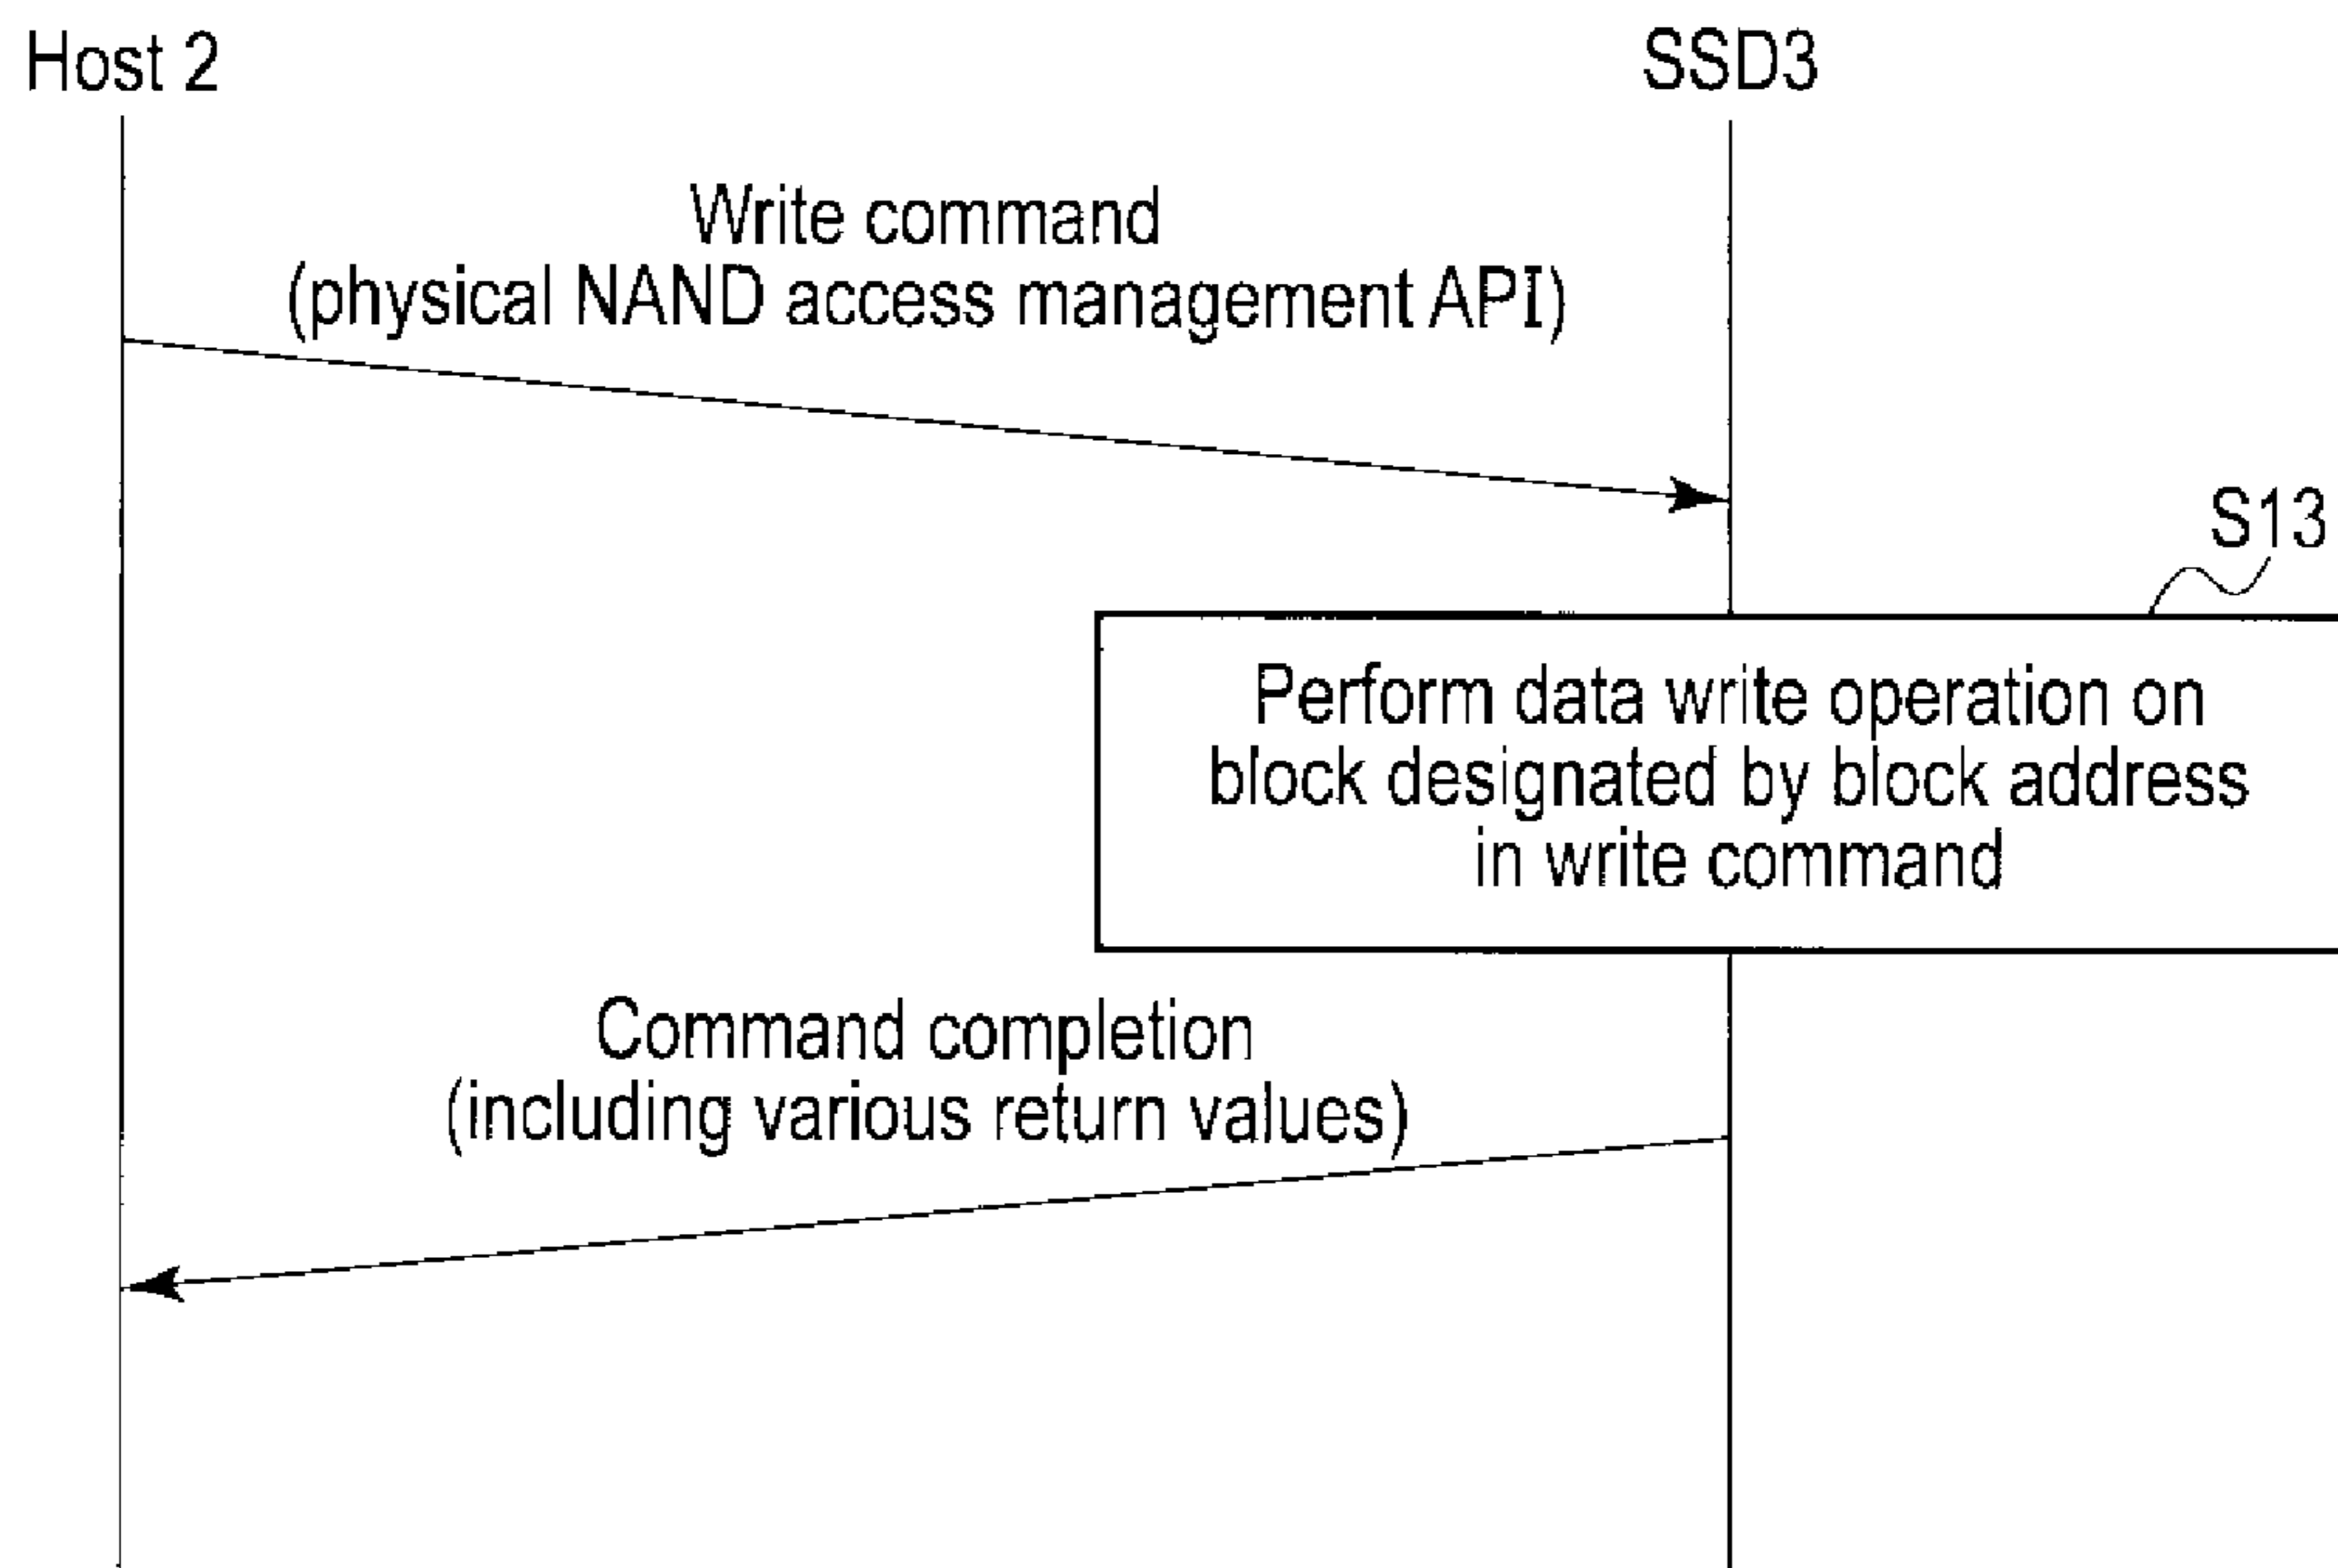 Host 2
SSD3
Write command
(physical NAND access management API)
S13
Perform data write operation on
block designated by block address
in write command
Command completion
(including various return values)